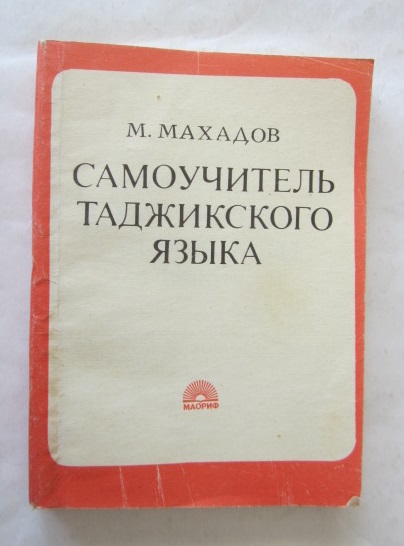 М. МАХАДОВ
САМОУЧИТЕЛЬ
ТАДЖИКСКОГО
ЯЗЫКА
МАОРИФ